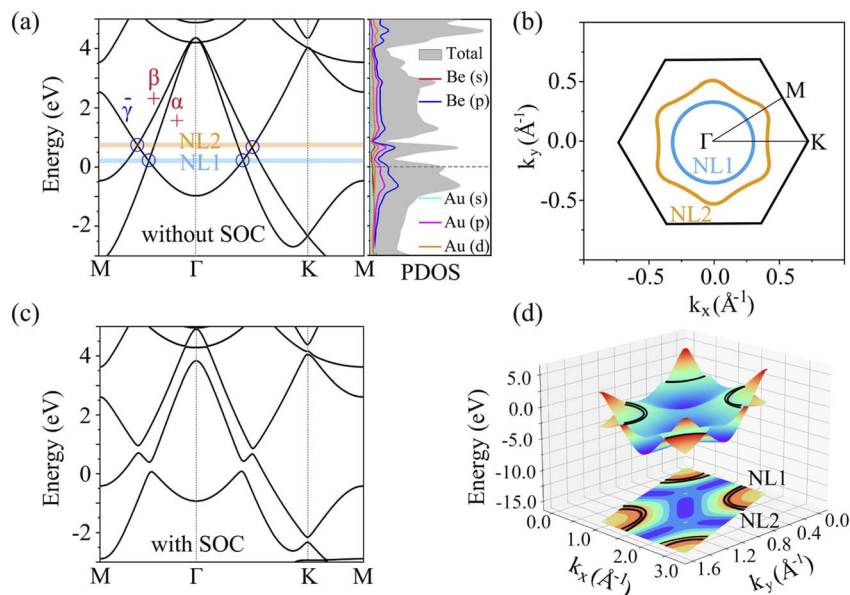 (a)
Energy (eV)
4
2
0
-2
γ̄
β
+
α
+
NL2
NL1
without SOC
M
Γ
K
M
Total
Be (s)
Be (p)
Au (s)
Au (p)
Au (d)
PDOS
(b)
k_y (Å⁻¹)
1.0
0.5
0.0
-0.5
M
Γ
K
NL1
NL2
-0.5
0.0
0.5
1.0
k_x (Å⁻¹)
(c)
Energy (eV)
4
2
0
-2
with SOC
M
Γ
K
M
(d)
Energy (eV)
5.0
0.0
-5.0
-10.0
-15.0
NL1
NL2
0.0
1.0
2.0
3.0
k_x (Å⁻¹)
1.6
1.2
0.8
0.4
0.0
k_y (Å⁻¹)